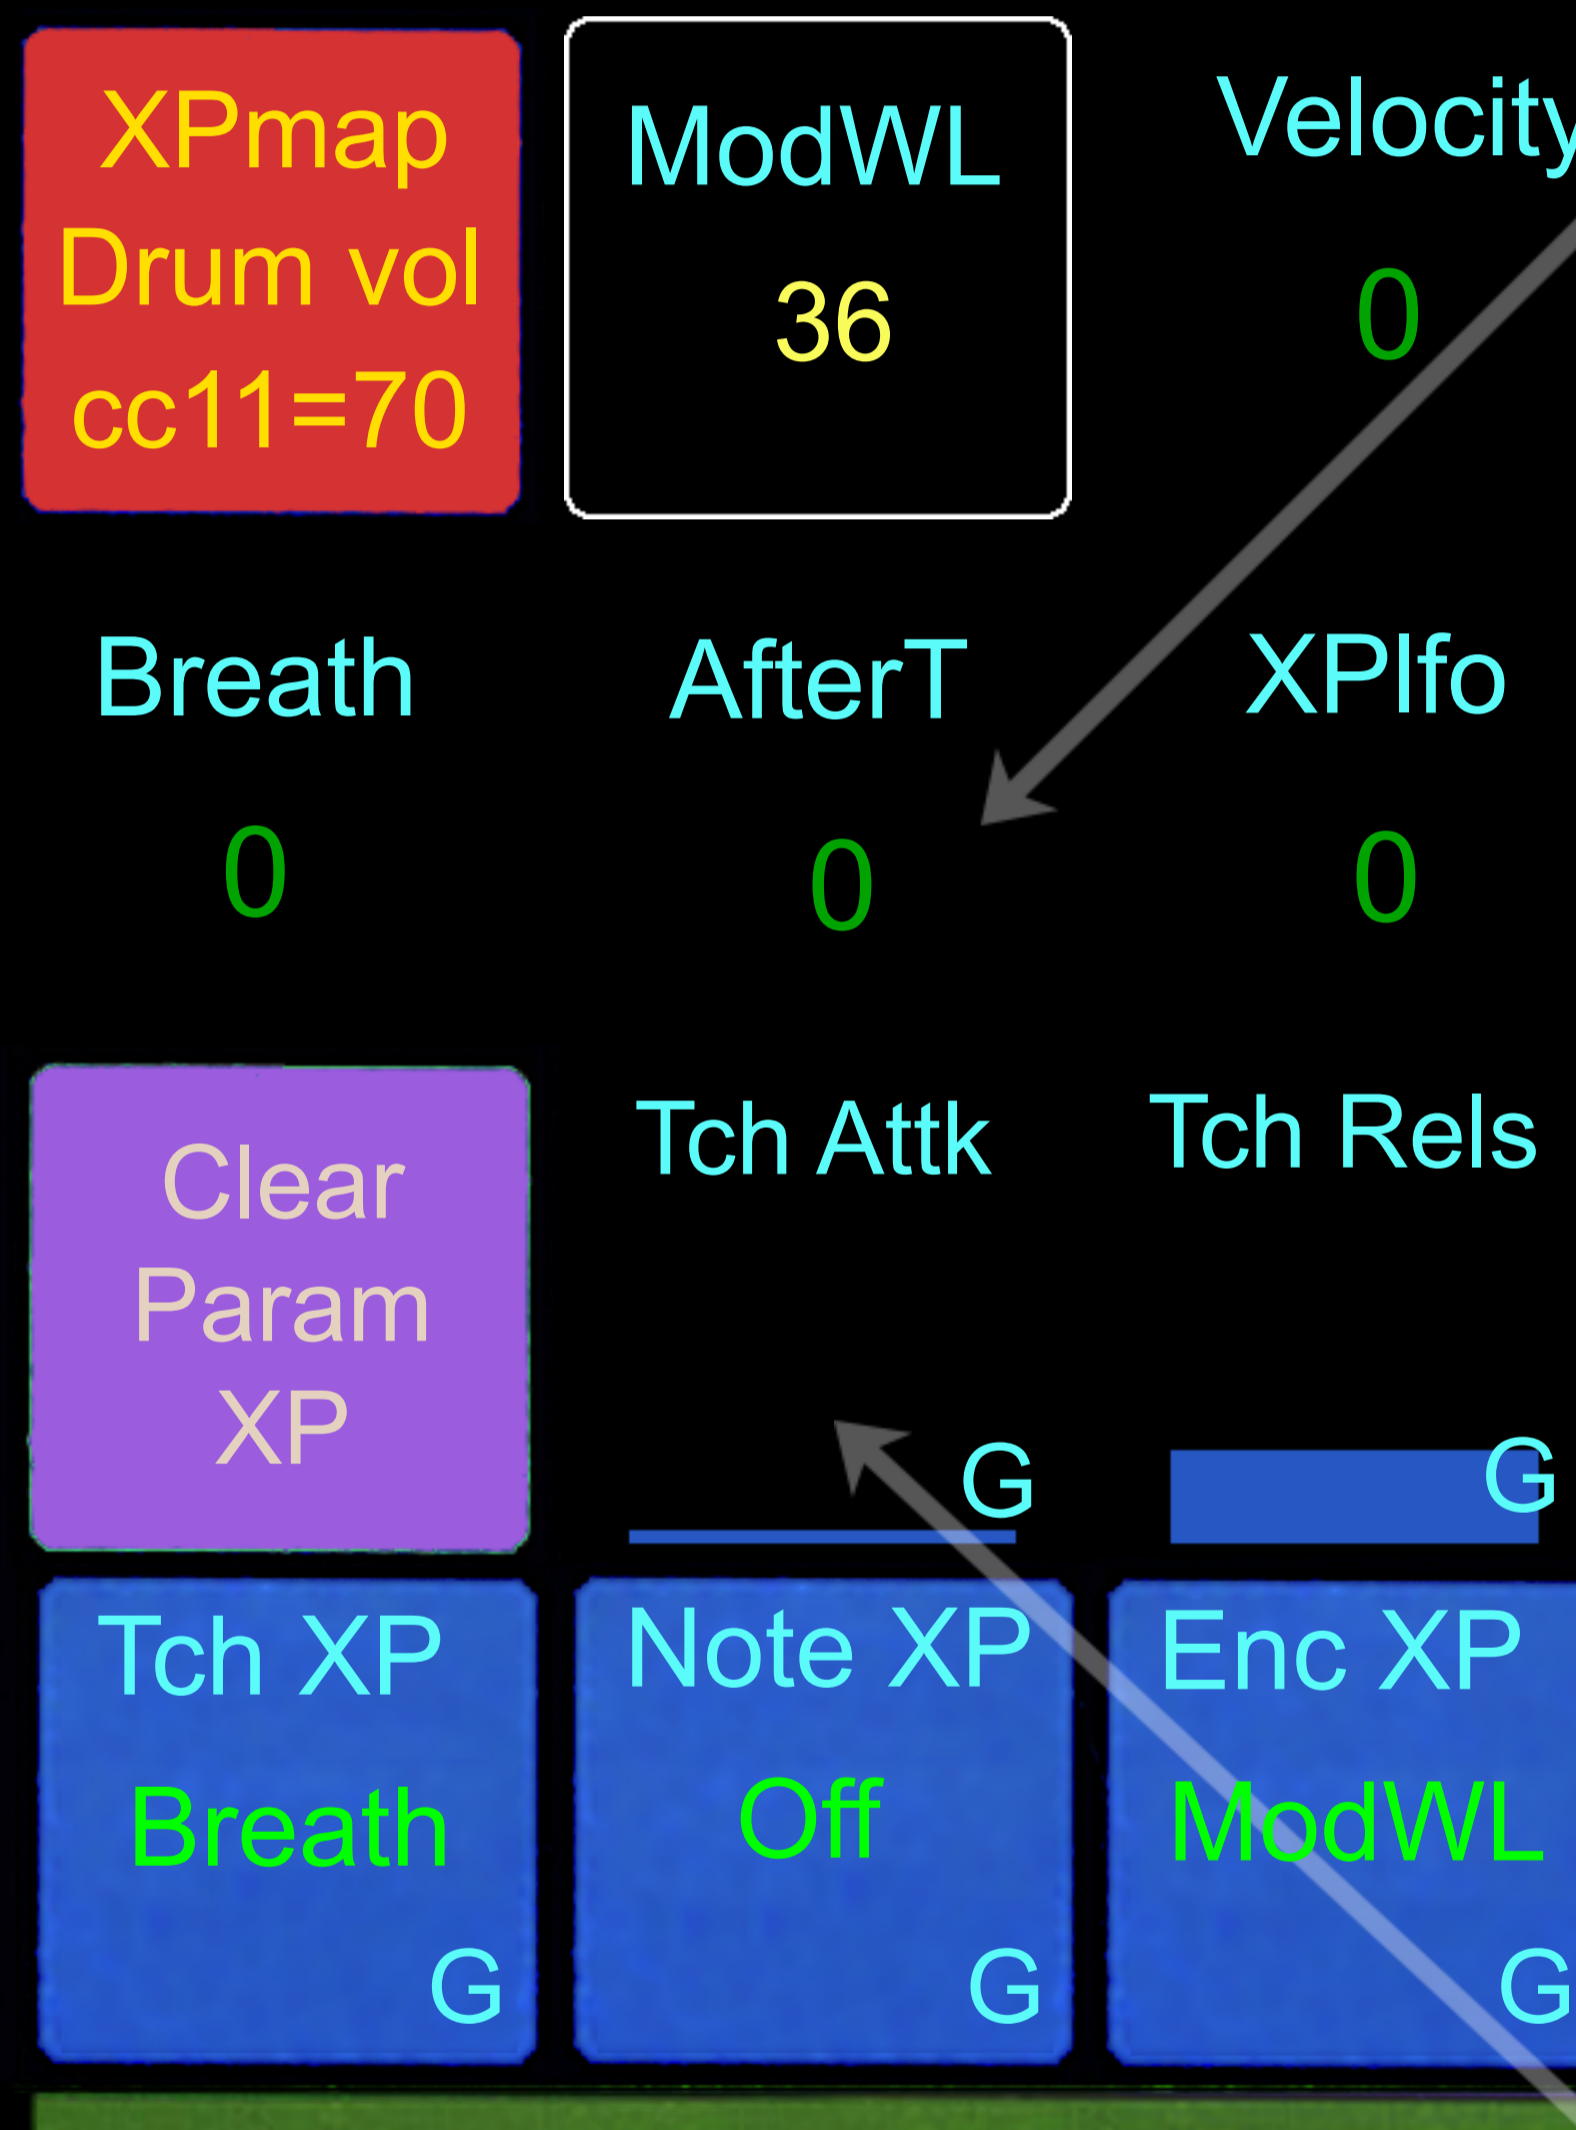 XPmap
Drum vol
cc11=70
ModWL
36
Velocity
0
Breath
0
AfterT
0
XPlfo
0
Clear
Param
XP
Tch Attk
G
Tch Rels
G
Tch XP
Breath
G
Note XP
Off
G
Enc XP
ModWL
G